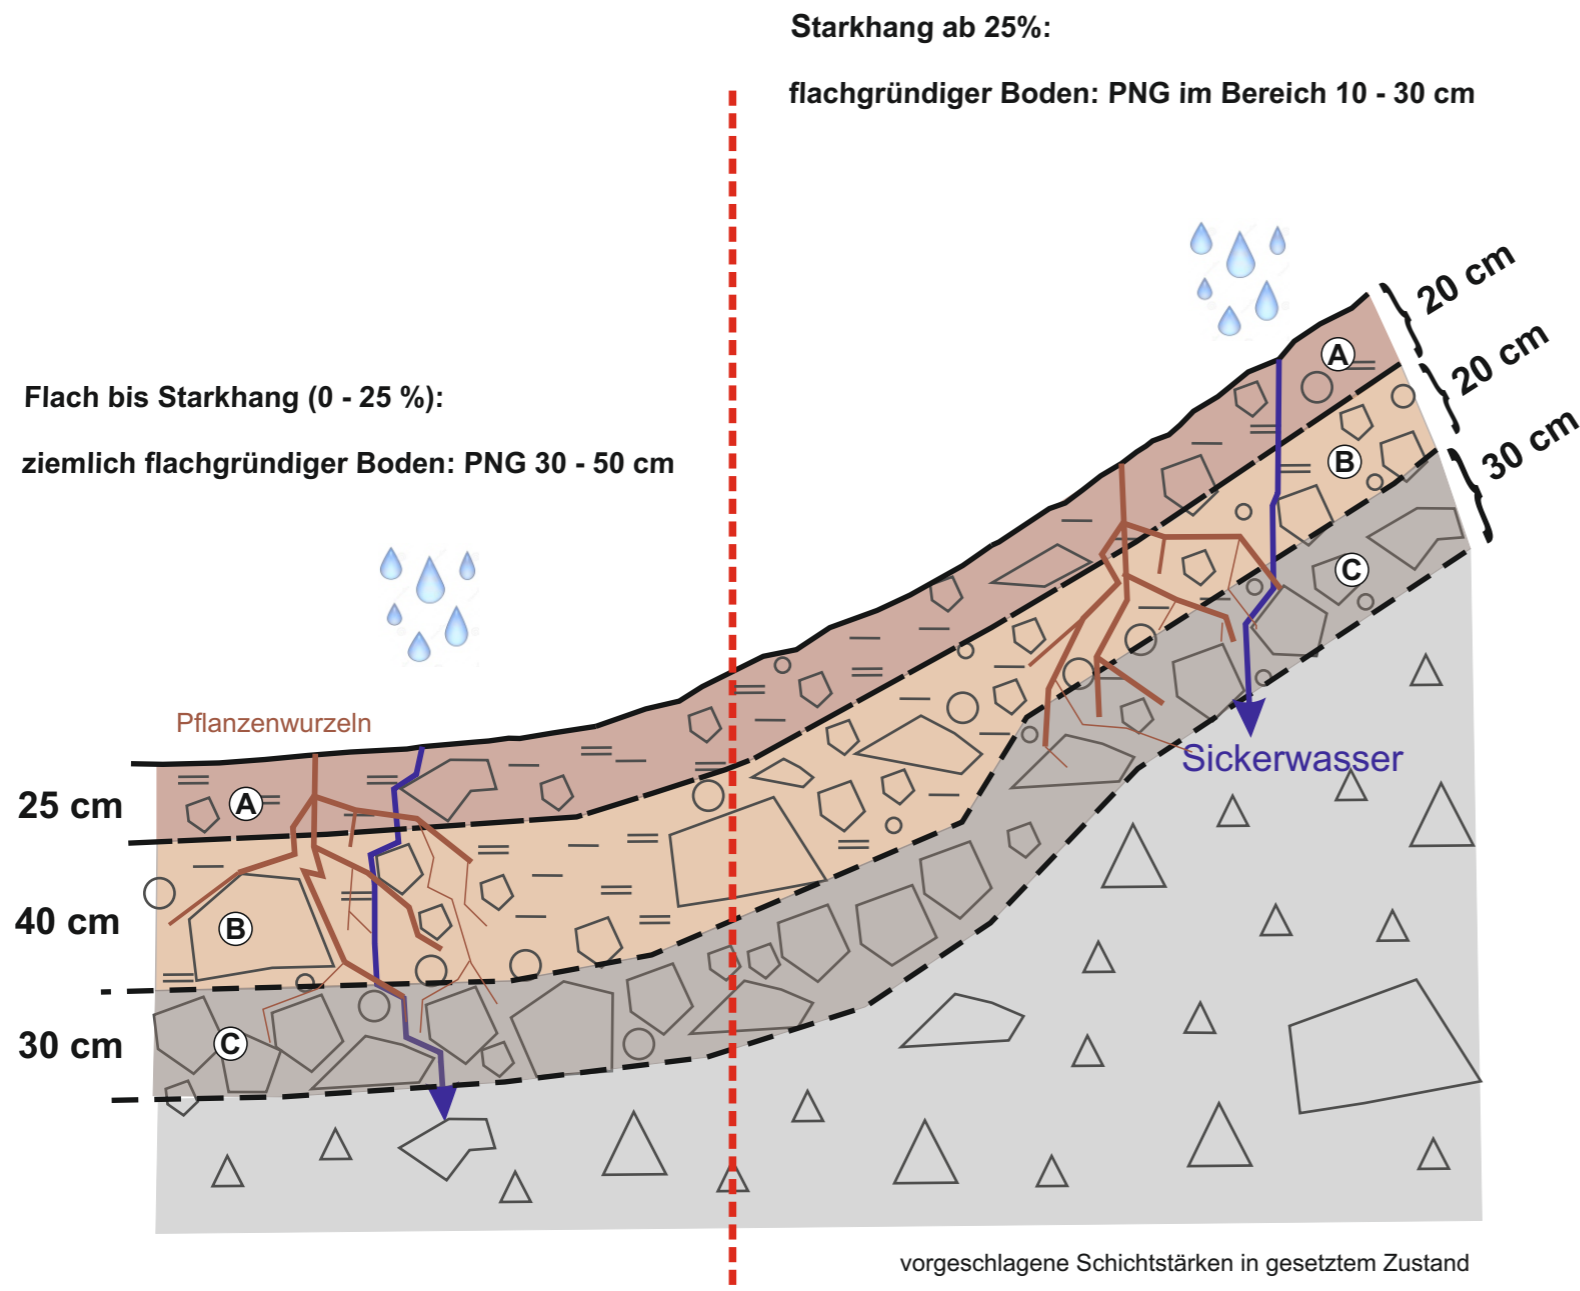 Starkhang ab 25%:
flachgründiger Boden: PNG im Bereich 10 - 30 cm
Flach bis Starkhang (0 - 25 %):
ziemlich flachgründiger Boden: PNG 30 - 50 cm
20 cm
20 cm
30 cm
A
B
C
Pflanzenwurzeln
Sickerwasser
25 cm
A
40 cm
B
30 cm
C
vorgeschlagene Schichtstärken in gesetztem Zustand